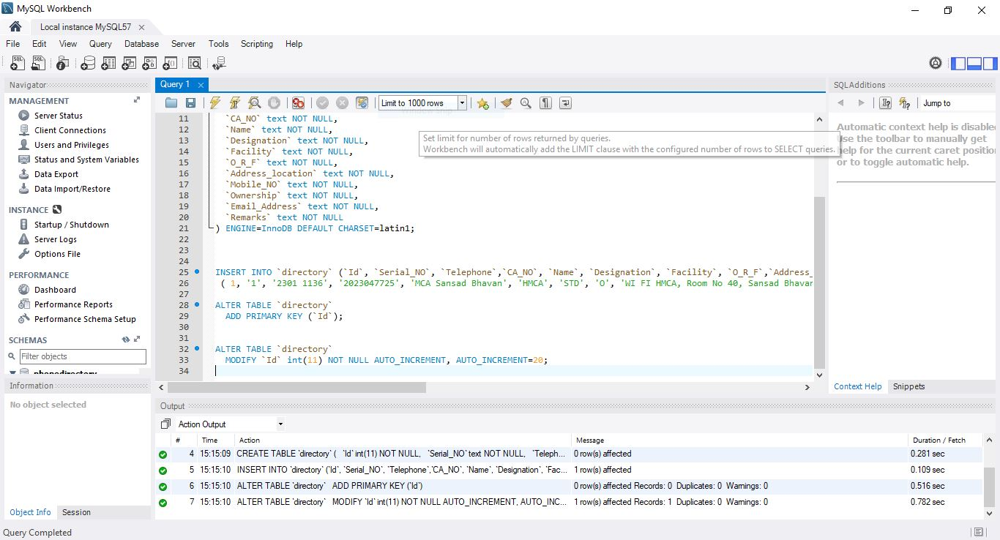 MySQL Workbench
Local instance MySQL57
File Edit View Query Database Server Tools Scripting Help
Navigator
MANAGEMENT
Server Status
Client Connections
Users and Privileges
Status and System Variables
Data Export
Data Import/Restore
INSTANCE
Startup / Shutdown
Server Logs
Options File
PERFORMANCE
Dashboard
Performance Reports
Performance Schema Setup
SCHEMAS
Filter objects
phonedirectory
Information
No object selected
Object Info Session
Query 1
Limit to 1000 rows
Set limit for number of rows returned by queries.
Workbench will automatically add the LIMIT clause with the configured number of rows to SELECT queries.
11 `CA_NO` text NOT NULL,
12 `Name` text NOT NULL,
13 `Designation` text NOT NULL,
14 `Facility` text NOT NULL,
15 `O_R_F` text NOT NULL,
16 `Address_location` text NOT NULL,
17 `Mobile_NO` text NOT NULL,
18 `Ownership` text NOT NULL,
19 `Email_Address` text NOT NULL,
20 `Remarks` text NOT NULL
21 ) ENGINE=InnoDB DEFAULT CHARSET=latin1;
22
23
24
25 INSERT INTO `directory` (`Id`, `Serial_NO`, `Telephone`,`CA_NO`, `Name`, `Designation`, `Facility`, `O_R_F`,`Address_
26 ( 1, '1', '2301 1136', '2023047725', 'MCA Sansad Bhavan', 'HMCA', 'STD', 'O', 'WI FI HMCA, Room No 40, Sansad Bhavan
27
28 ALTER TABLE `directory`
29 ADD PRIMARY KEY (`Id`);
30
31
32 ALTER TABLE `directory`
33 MODIFY `Id` int(11) NOT NULL AUTO_INCREMENT, AUTO_INCREMENT=20;
34
SQLAdditions
Jump to
Automatic context help is disabled
Use the toolbar to manually get
help for the current caret position
or to toggle automatic help.
Context Help Snippets
Output
Action Output
# Time Action Message Duration / Fetch
4 15:15:09 CREATE TABLE `directory` ( `Id` int(11) NOT NULL, `Serial_NO` text NOT NULL, `Teleph... 0 row(s) affected 0.281 sec
5 15:15:10 INSERT INTO `directory` (`Id`, `Serial_NO`, `Telephone`,`CA_NO`, `Name`, `Designation`, `Fac... 1 row(s) affected 0.109 sec
6 15:15:10 ALTER TABLE `directory` ADD PRIMARY KEY (`Id`) 0 row(s) affected Records: 0 Duplicates: 0 Warnings: 0 0.516 sec
7 15:15:10 ALTER TABLE `directory` MODIFY `Id` int(11) NOT NULL AUTO_INCREMENT, AUTO_INC... 1 row(s) affected Records: 1 Duplicates: 0 Warnings: 0 0.782 sec
Query Completed